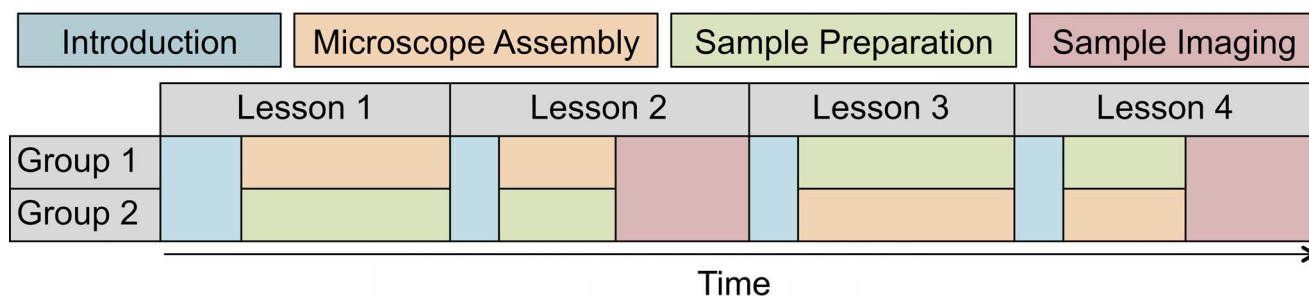 Introduction Microscope Assembly Sample Preparation Sample Imaging
Lesson 1 Lesson 2 Lesson 3 Lesson 4
Group 1
Group 2
Time